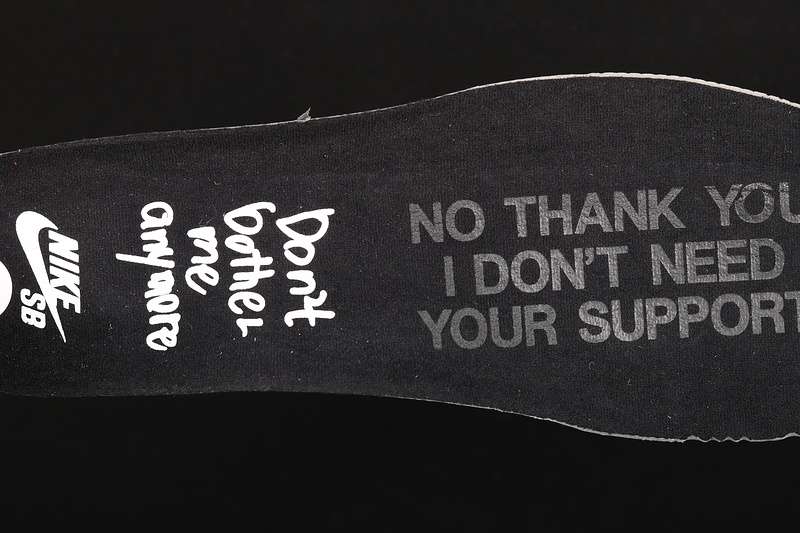 NIKE
SB
Don't
bother
me
anymore
NO THANK YOU
I DON'T NEED
YOUR SUPPORT